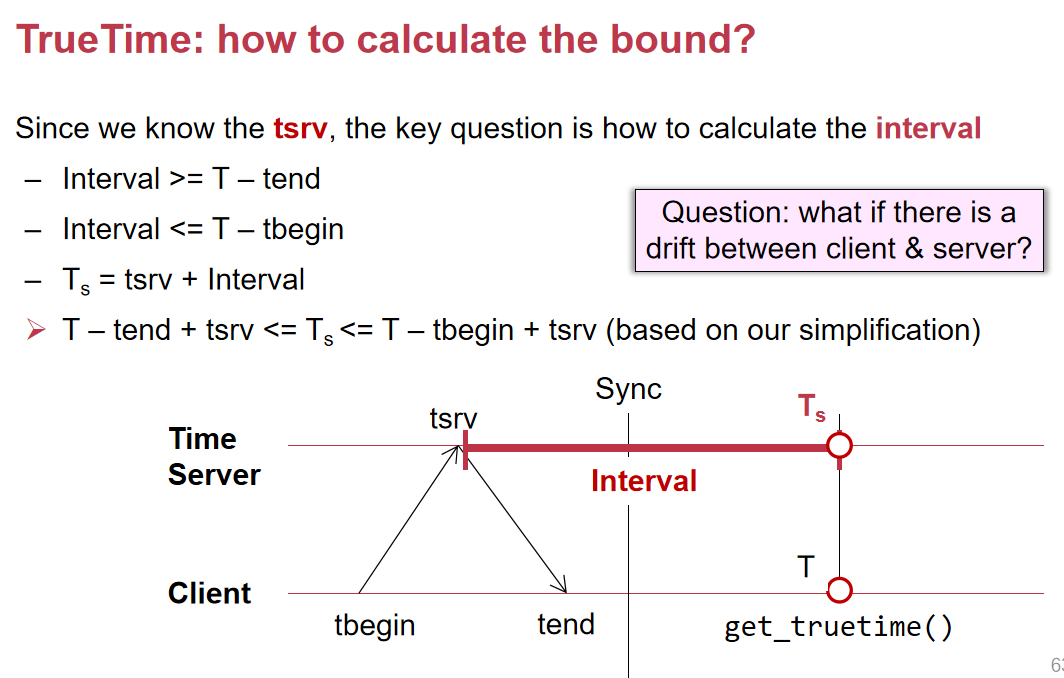 TrueTime: how to calculate the bound?
Since we know the tsrv, the key question is how to calculate the interval
– Interval >= T – tend
– Interval <= T – tbegin
– Ts = tsrv + Interval
➢ T – tend + tsrv <= Ts <= T – tbegin + tsrv (based on our simplification)
Question: what if there is a
drift between client & server?
Sync
tsrv
Ts
Time
Server
Interval
T
Client
tbegin
tend
get_truetime()